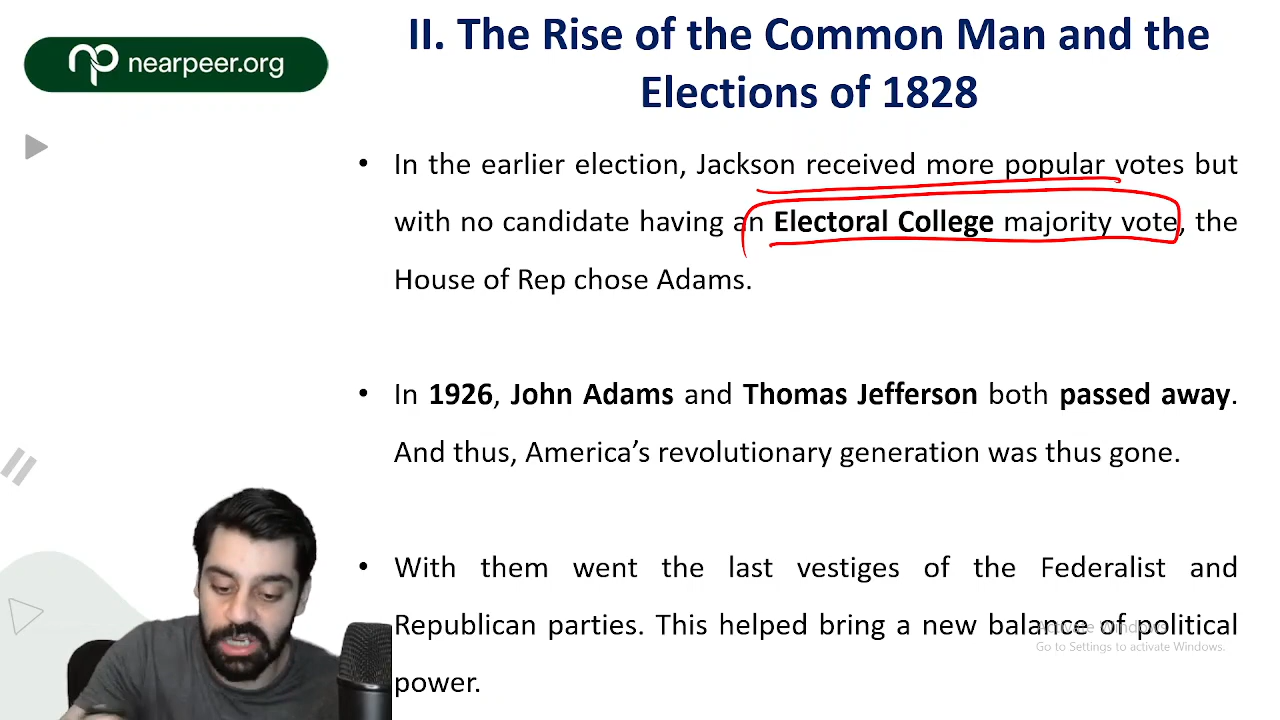 nearpeer.org
II. The Rise of the Common Man and the
Elections of 1828
• In the earlier election, Jackson received more popular votes but
with no candidate having an Electoral College majority vote, the
House of Rep chose Adams.
• In 1926, John Adams and Thomas Jefferson both passed away.
And thus, America's revolutionary generation was thus gone.
• With them went the last vestiges of the Federalist and
Republican parties. This helped bring a new balance of political
power.
Activate Windows
Go to Settings to activate Windows.